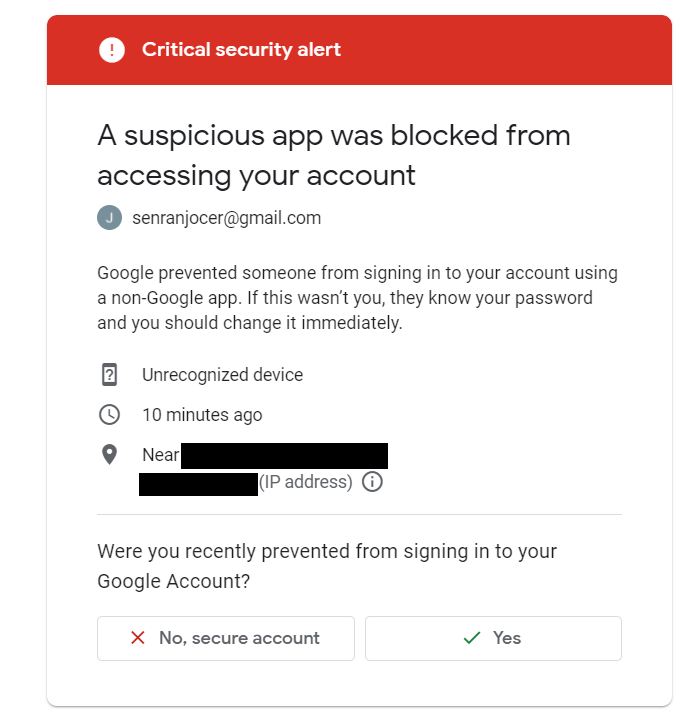 Critical security alert
A suspicious app was blocked from
accessing your account
J senranjocer@gmail.com
Google prevented someone from signing in to your account using
a non-Google app. If this wasn’t you, they know your password
and you should change it immediately.
Unrecognized device
10 minutes ago
Near
(IP address)
Were you recently prevented from signing in to your
Google Account?
No, secure account Yes